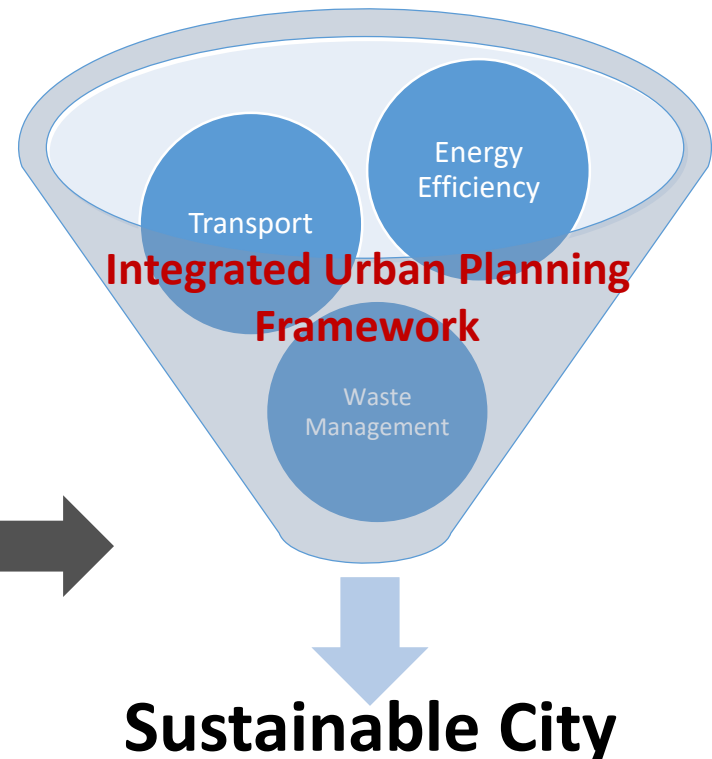 Energy
Efficiency
Transport
Integrated Urban Planning
Framework
Waste
Management
Sustainable City